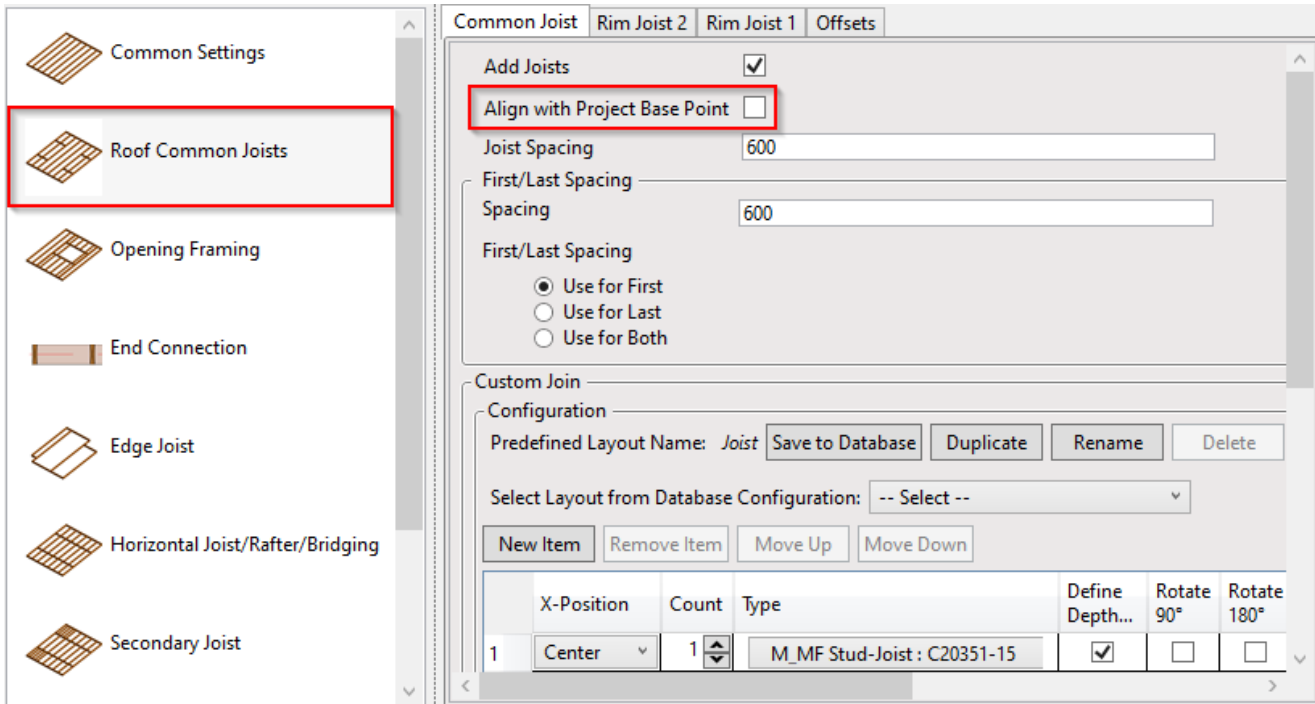 Common Settings
Roof Common Joists
Opening Framing
End Connection
Edge Joist
Horizontal Joist/Rafter/Bridging
Secondary Joist
Common Joist Rim Joist 2 Rim Joist 1 Offsets
Add Joists
Align with Project Base Point
Joist Spacing 600
First/Last Spacing
Spacing 600
First/Last Spacing
Use for First
Use for Last
Use for Both
Custom Join
Configuration
Predefined Layout Name: Joist Save to Database Duplicate Rename Delete
Select Layout from Database Configuration: -- Select --
New Item Remove Item Move Up Move Down
X-Position Count Type Define Depth... Rotate 90° Rotate 180°
1 Center 1 M_MF Stud-Joist : C20351-15